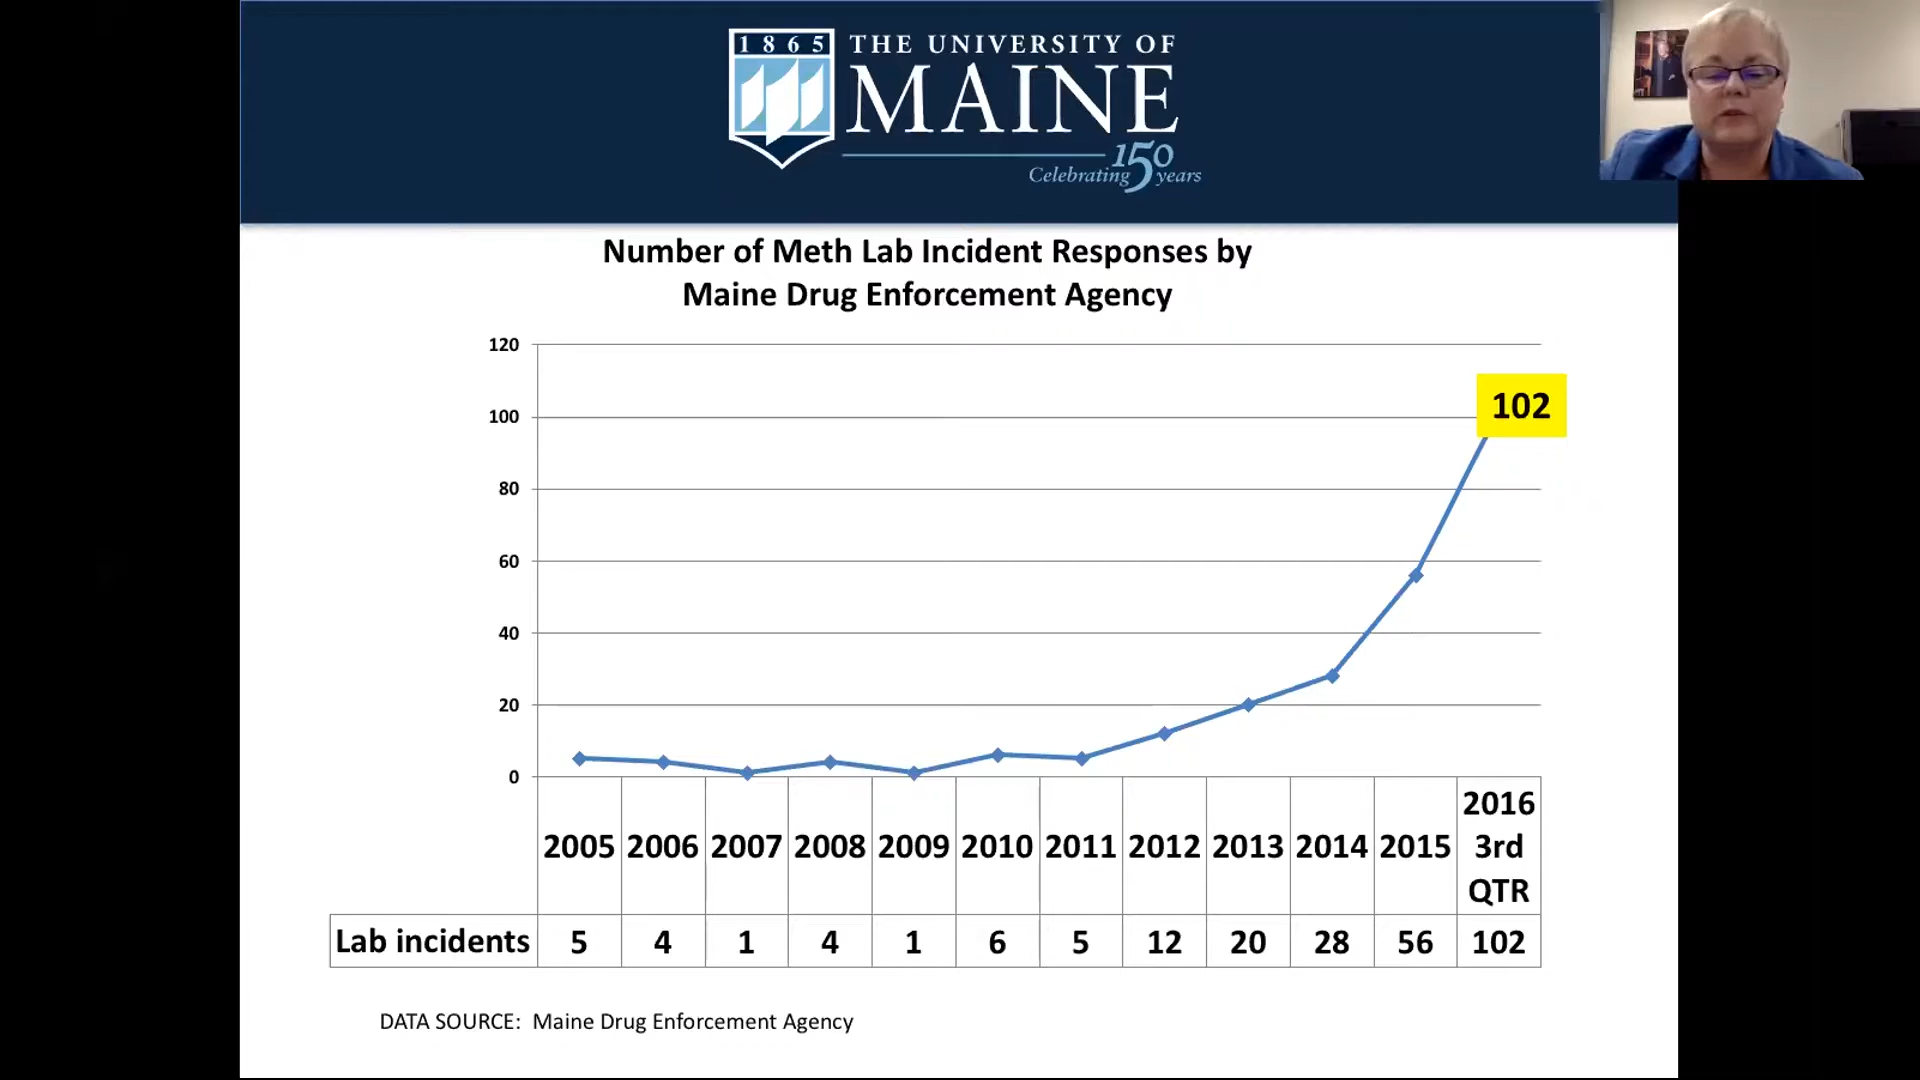 1865
THE UNIVERSITY OF
MAINE
Celebrating 150 years
Number of Meth Lab Incident Responses by
Maine Drug Enforcement Agency
120
100
80
60
40
20
0
102
2005 2006 2007 2008 2009 2010 2011 2012 2013 2014 2015 2016 3rd QTR
Lab incidents 5 4 1 4 1 6 5 12 20 28 56 102
DATA SOURCE: Maine Drug Enforcement Agency